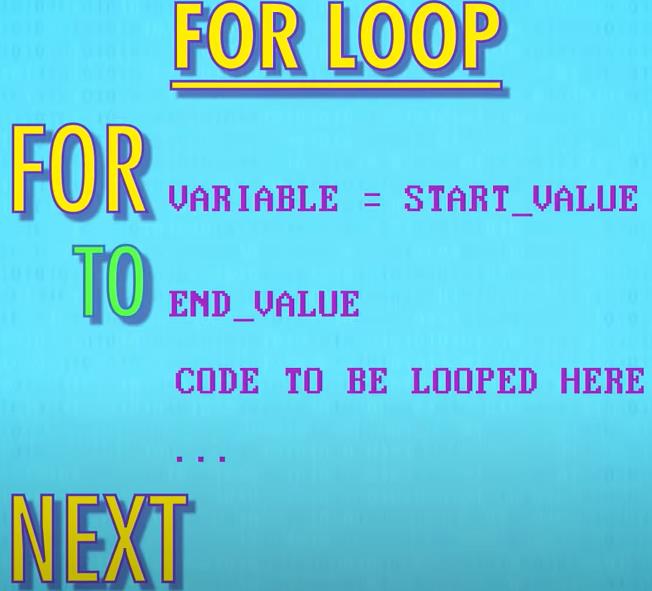 FOR LOOP
FOR VARIABLE = START_VALUE
TO END_VALUE
CODE TO BE LOOPED HERE
...
NEXT